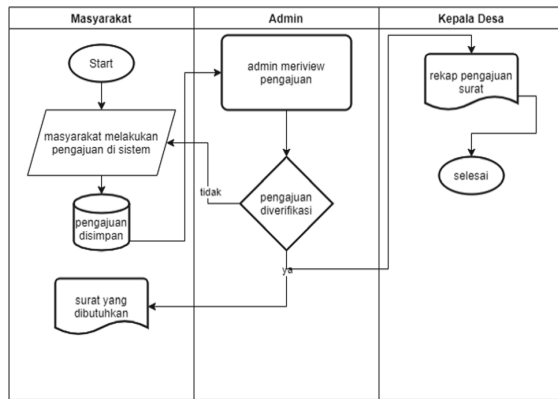 Masyarakat
Admin
Kepala Desa
Start
masyarakat melakukan
pengajuan di sistem
pengajuan
disimpan
surat yang
dibutuhkan
admin meriview
pengajuan
tidak
pengajuan
diverifikasi
ya
rekap pengajuan
surat
selesai